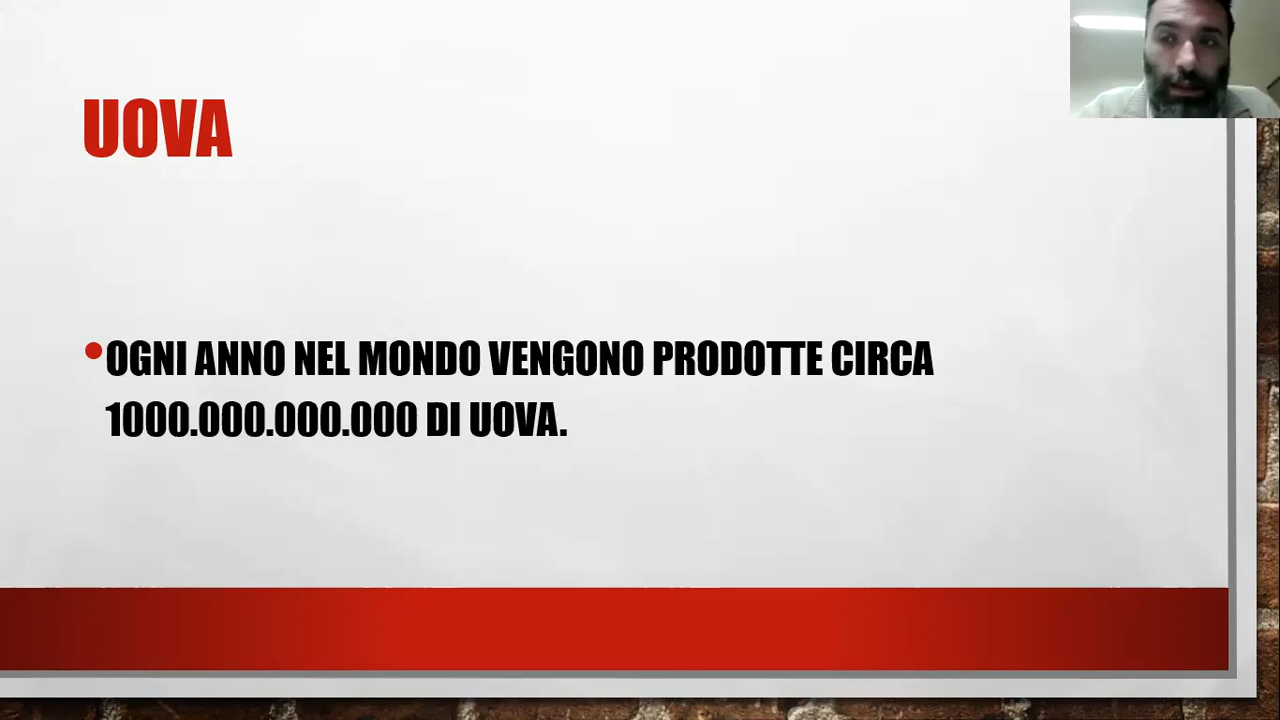 UOVA
•OGNI ANNO NEL MONDO VENGONO PRODOTTE CIRCA
1000.000.000.000 DI UOVA.